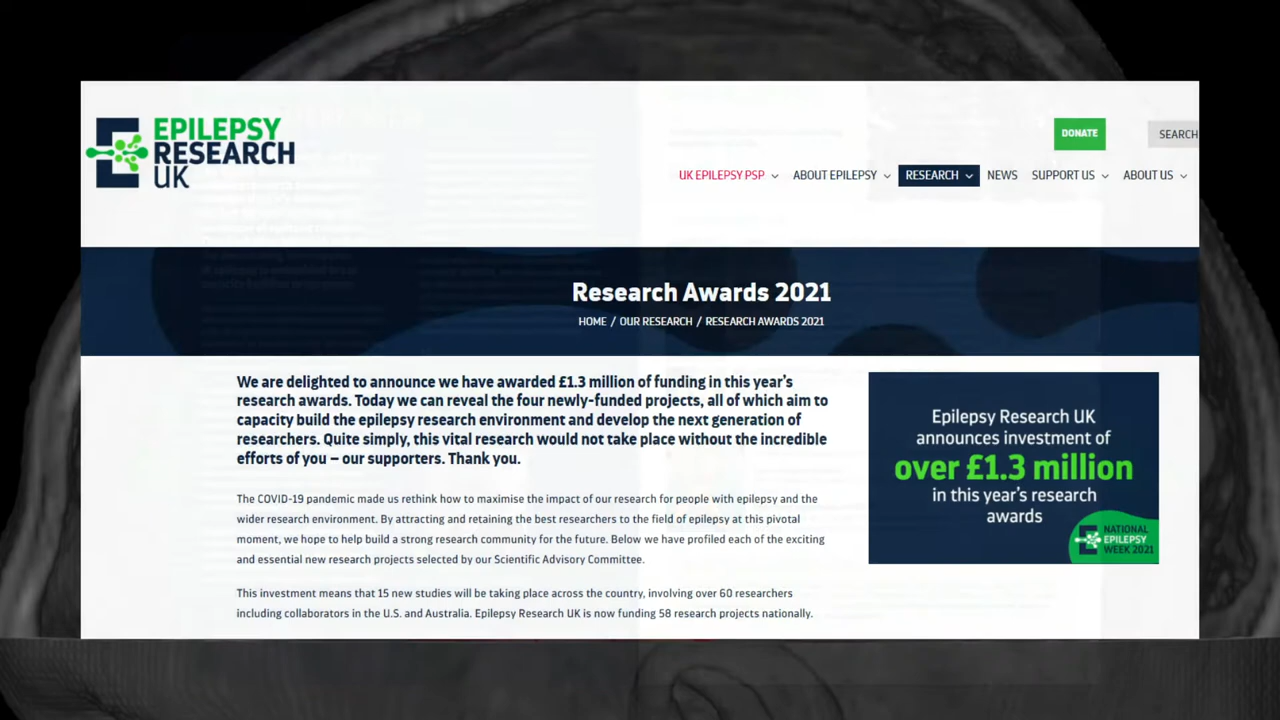 EPILEPSY
RESEARCH
UK
DONATE
SEARCH
UK EPILEPSY PSP ABOUT EPILEPSY RESEARCH NEWS SUPPORT US ABOUT US
Research Awards 2021
HOME / OUR RESEARCH / RESEARCH AWARDS 2021
We are delighted to announce we have awarded £1.3 million of funding in this year's
research awards. Today we can reveal the four newly-funded projects, all of which aim to
capacity build the epilepsy research environment and develop the next generation of
researchers. Quite simply, this vital research would not take place without the incredible
efforts of you – our supporters. Thank you.
The COVID-19 pandemic made us rethink how to maximise the impact of our research for people with epilepsy and the
wider research environment. By attracting and retaining the best researchers to the field of epilepsy at this pivotal
moment, we hope to help build a strong research community for the future. Below we have profiled each of the exciting
and essential new research projects selected by our Scientific Advisory Committee.
This investment means that 15 new studies will be taking place across the country, involving over 60 researchers
including collaborators in the U.S. and Australia. Epilepsy Research UK is now funding 58 research projects nationally.
Epilepsy Research UK
announces investment of
over £1.3 million
in this year's research
awards
NATIONAL
EPILEPSY
WEEK 2021